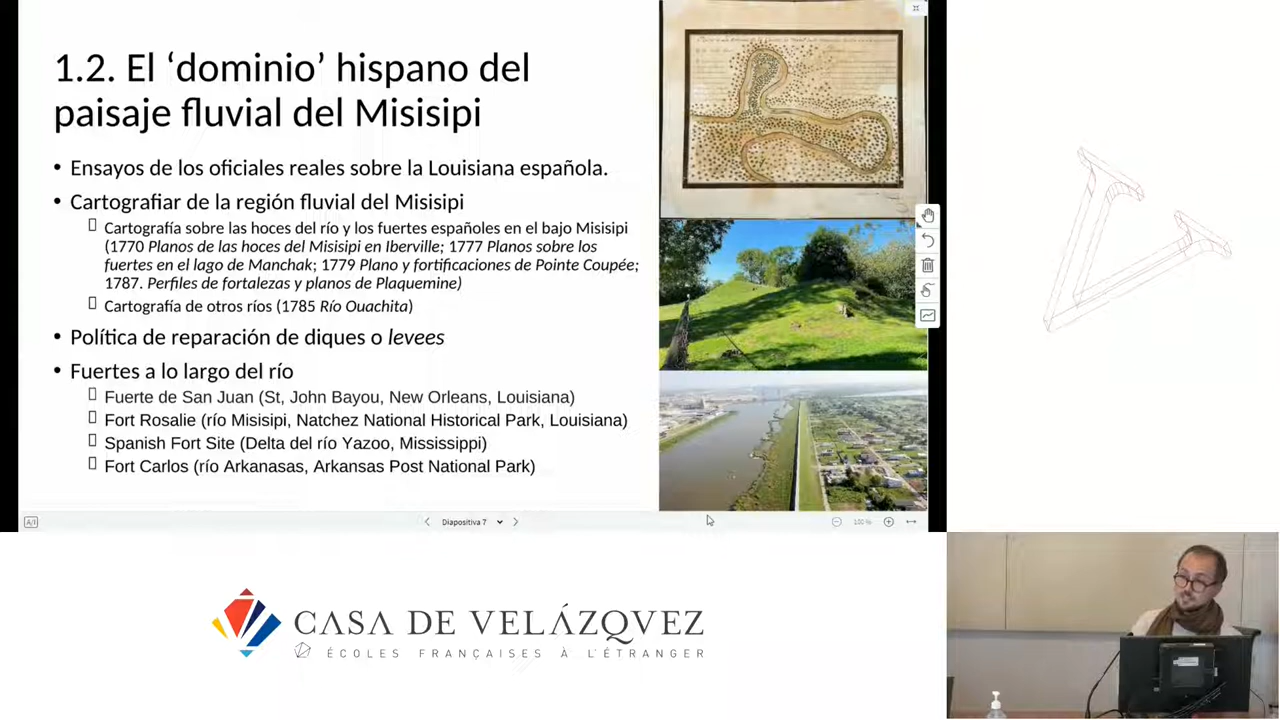 1.2. El ‘dominio’ hispano del
paisaje fluvial del Misisipi
• Ensayos de los oficiales reales sobre la Louisiana española.
• Cartografiar de la región fluvial del Misisipi
Cartografía sobre las hoces del río y los fuertes españoles en el bajo Misisipi
(1770 Planos de las hoces del Misisipi en Iberville; 1777 Planos sobre los
fuertes en el lago de Manchak; 1779 Plano y fortificaciones de Pointe Coupée;
1787. Perfiles de fortalezas y planos de Plaquemine)
Cartografía de otros ríos (1785 Río Ouachita)
• Política de reparación de diques o levees
• Fuertes a lo largo del río
Fuerte de San Juan (St, John Bayou, New Orleans, Louisiana)
Fort Rosalie (río Misisipi, Natchez National Historical Park, Louisiana)
Spanish Fort Site (Delta del río Yazoo, Mississippi)
Fort Carlos (río Arkanasas, Arkansas Post National Park)
Diapositiva 7
100 %
CASA DE VELÁZQVEZ
ÉCOLES FRANÇAISES À L'ÉTRANGER